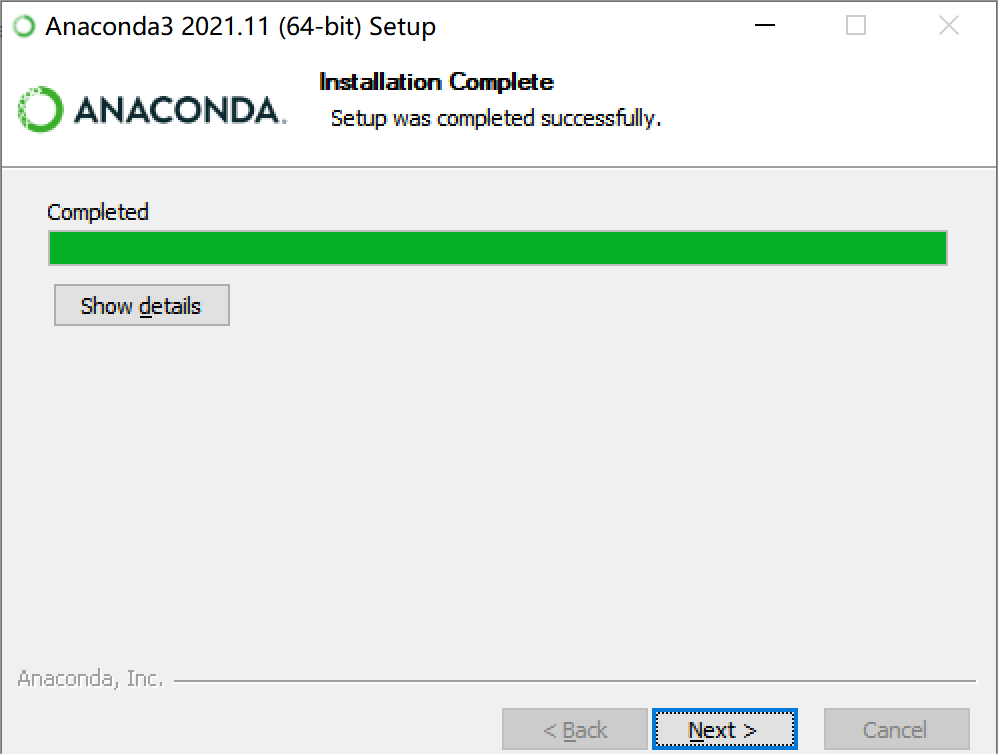 Anaconda3 2021.11 (64-bit) Setup
ANACONDA.
Installation Complete
Setup was completed successfully.
Completed
Show details
Anaconda, Inc.
< Back
Next >
Cancel